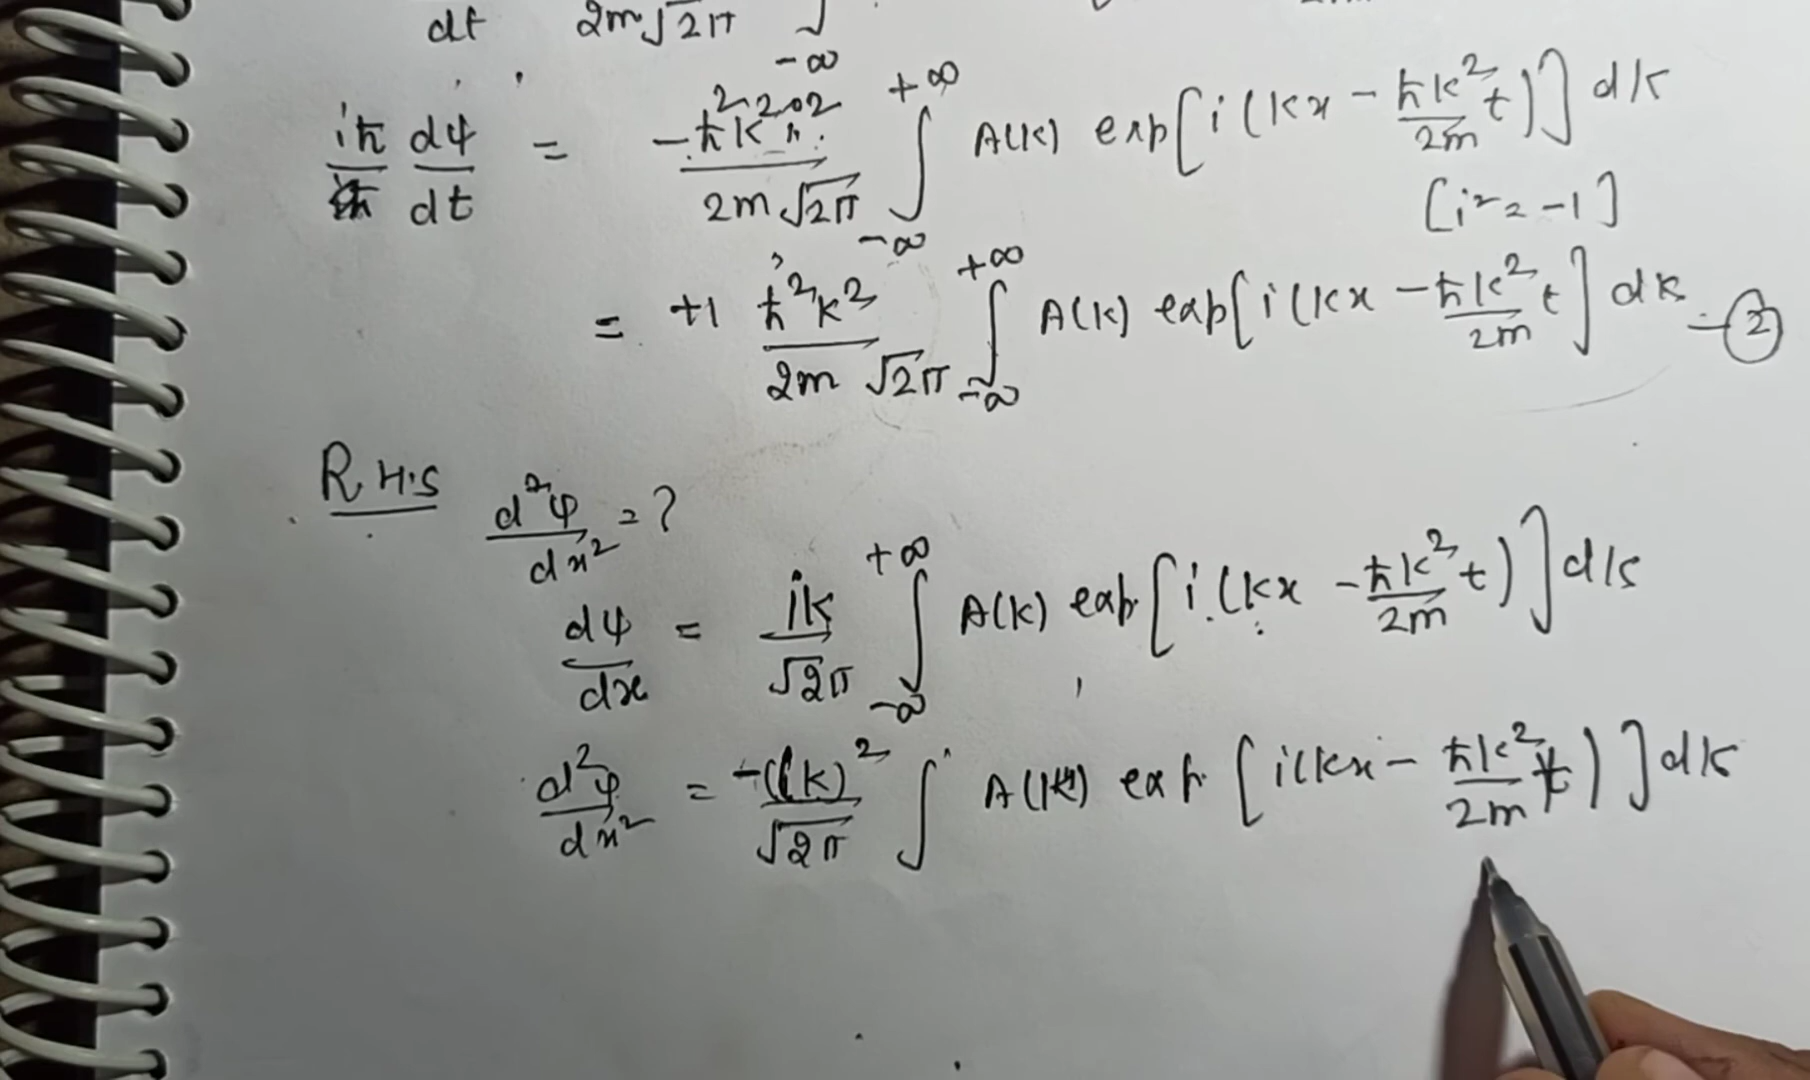 dt 2m√2π ∫ -∞
iħ dψ/dt = -ħ²k²i²/2m√2π ∫_{-∞}^{+∞} A(k) exp[i(kx - ħk²/2m t)] dk
[i² = -1]
= +1 ħ²k²/2m √2π ∫_{-∞}^{+∞} A(k) exp[i(kx - ħk²/2m t] dk - ②
R.H.S
d²ψ/dx² = ?
dψ/dx = ik/√2π ∫_{-∞}^{+∞} A(k) exp[i(kx - ħk²/2m t)] dk
d²ψ/dx² = -(k)²/√2π ∫ A(k) exp. [i(kx - ħk²/2m t)] dk